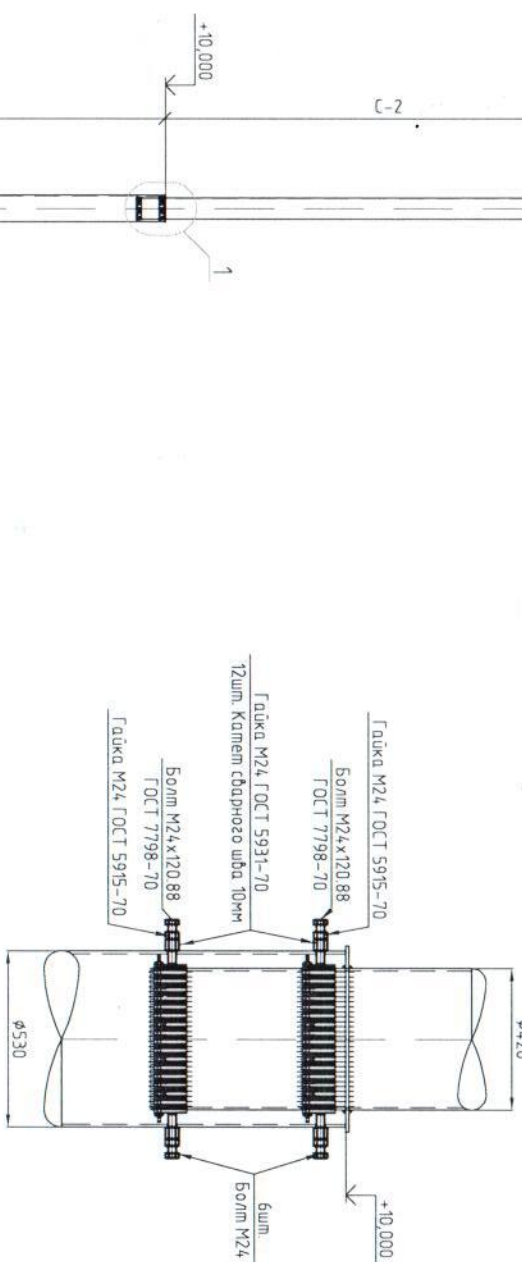 +10,000
С-2
1
Гайка М24 ГОСТ 5915-70
Болт М24х120.88
ГОСТ 7798-70
Гайка М24 ГОСТ 5931-70
12шт. Катет сварного шва 10мм
Болт М24х120.88
ГОСТ 7798-70
Гайка М24 ГОСТ 5915-70
ø530
+10,000
6шт.
Болт М24